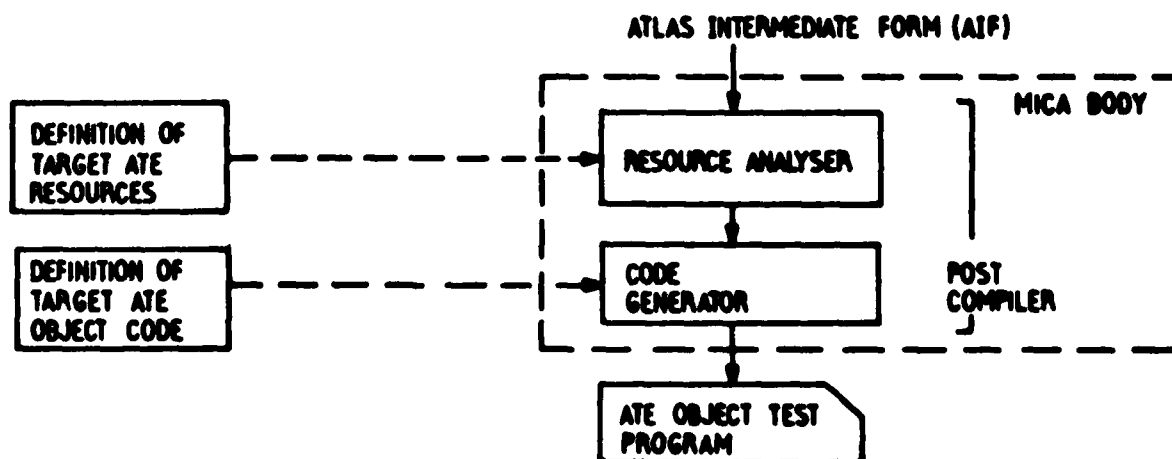 ATLAS INTERMEDIATE FORM (AIF)
MICA BODY
DEFINITION OF
TARGET ATE
RESOURCES
RESOURCE ANALYSER
DEFINITION OF
TARGET ATE
OBJECT CODE
CODE
GENERATOR
POST
COMPILER
ATE OBJECT TEST
PROGRAM